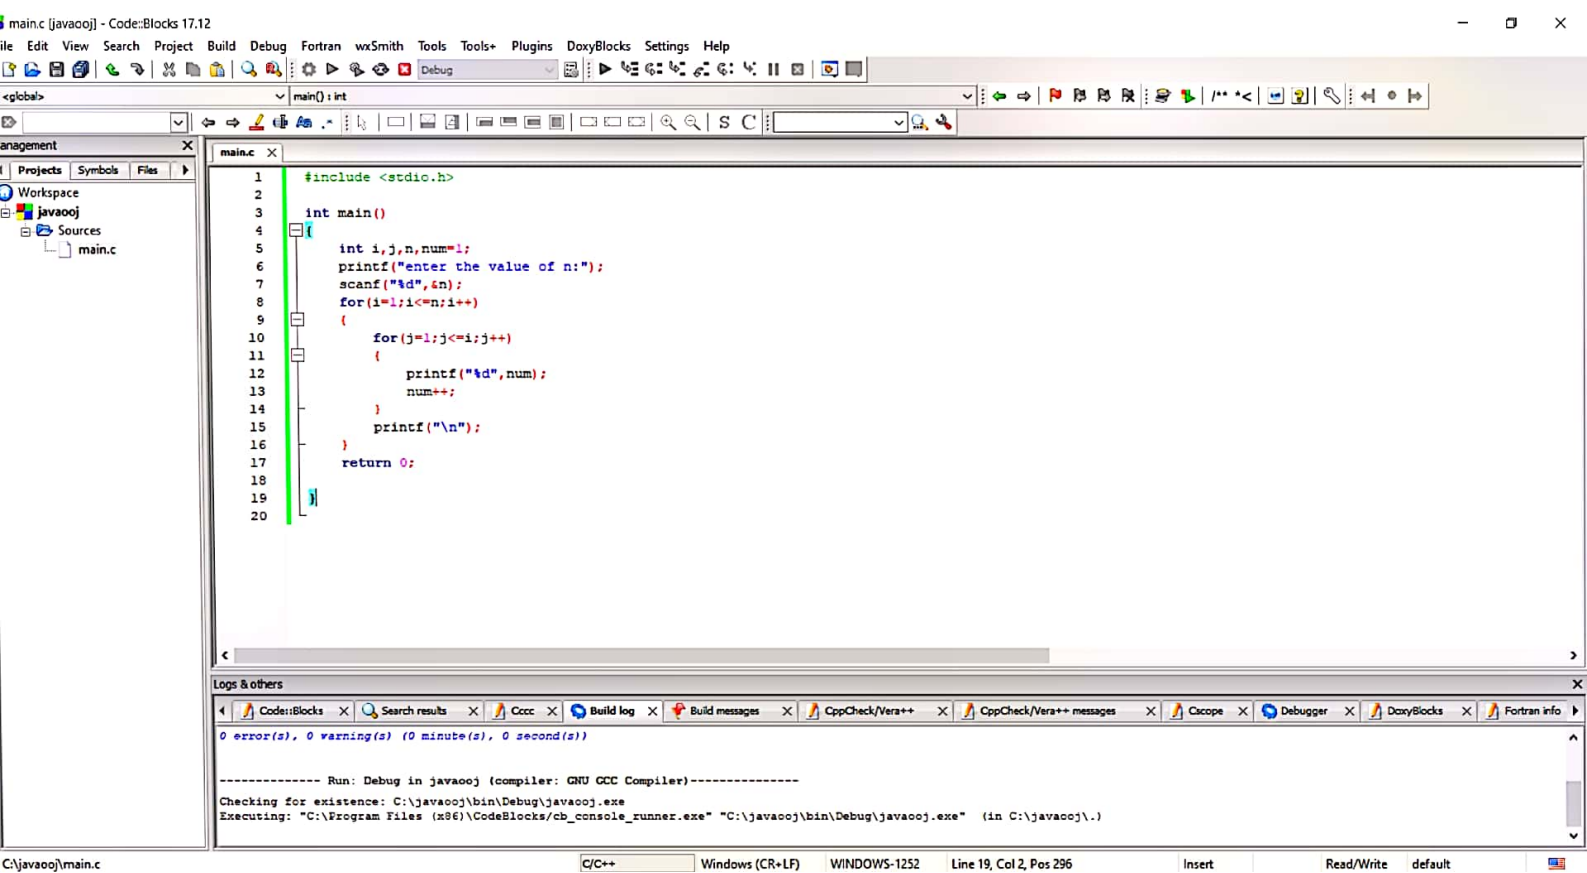 main.c [javaooj] - Code::Blocks 17.12
ile Edit View Search Project Build Debug Fortran wxSmith Tools Tools+ Plugins DoxyBlocks Settings Help
Debug
<global> main() : int
S C
anagement
main.c
Projects Symbols Files
Workspace
javaooj
Sources
main.c
1 #include <stdio.h>
2
3 int main()
4 {
5 int i,j,n,num=1;
6 printf("enter the value of n:");
7 scanf("%d",&n);
8 for(i=1;i<=n;i++)
9 {
10 for(j=1;j<=i;j++)
11 {
12 printf("%d",num);
13 num++;
14 }
15 printf("\n");
16 }
17 return 0;
18
19 }
20
Logs & others
Code::Blocks Search results Cccc Build log Build messages CppCheck/Vera++ CppCheck/Vera++ messages Cscope Debugger DoxyBlocks Fortran info
0 error(s), 0 warning(s) (0 minute(s), 0 second(s))
-------------- Run: Debug in javaooj (compiler: GNU GCC Compiler)---------------
Checking for existence: C:\javaooj\bin\Debug\javaooj.exe
Executing: "C:\Program Files (x86)\CodeBlocks/cb_console_runner.exe" "C:\javaooj\bin\Debug\javaooj.exe" (in C:\javaooj\.)
C:\javaooj\main.c C/C++ Windows (CR+LF) WINDOWS-1252 Line 19, Col 2, Pos 296 Insert Read/Write default